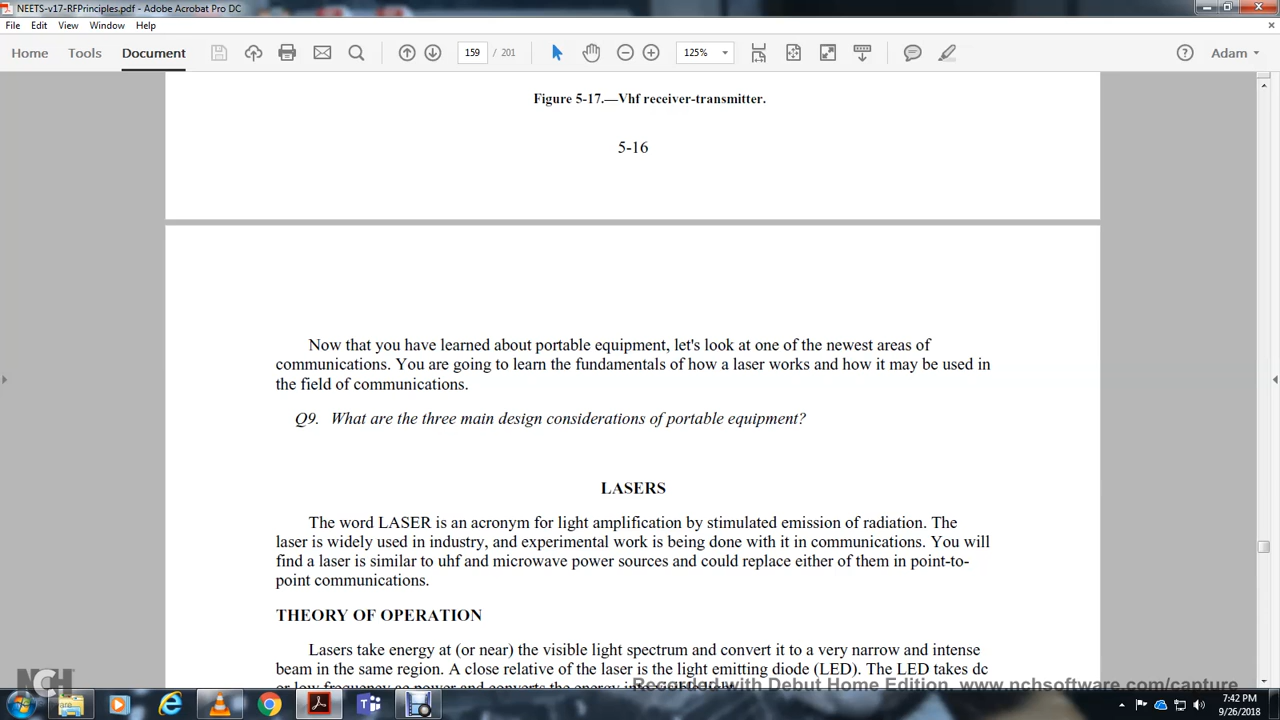 NEETS-v17-RFPrinciples.pdf - Adobe Acrobat Pro DC
File Edit View Window Help
Home Tools Document 159 / 201 125% Adam
Figure 5-17.—Vhf receiver-transmitter.
5-16
Now that you have learned about portable equipment, let's look at one of the newest areas of
communications. You are going to learn the fundamentals of how a laser works and how it may be used in
the field of communications.
Q9. What are the three main design considerations of portable equipment?
LASERS
The word LASER is an acronym for light amplification by stimulated emission of radiation. The
laser is widely used in industry, and experimental work is being done with it in communications. You will
find a laser is similar to uhf and microwave power sources and could replace either of them in point-to-
point communications.
THEORY OF OPERATION
Lasers take energy at (or near) the visible light spectrum and convert it to a very narrow and intense
beam in the same region. A close relative of the laser is the light emitting diode (LED). The LED takes dc
or low frequency ac power and converts the energy
Recorded with Debut Home Edition. www.nchsoftware.com/capture
NCH
7:42 PM
9/26/2018